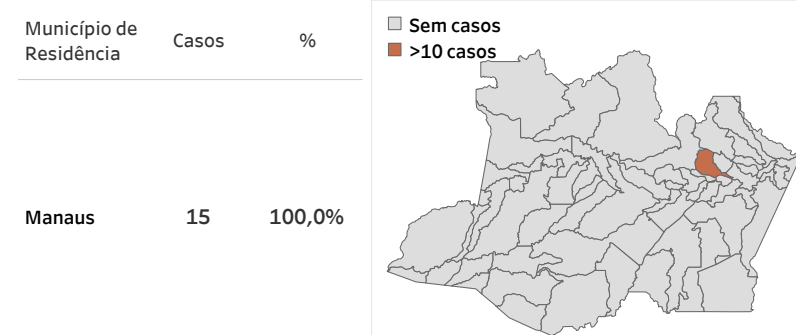 Município de
Residência
Casos
%
Manaus
15
100,0%
Sem casos
>10 casos